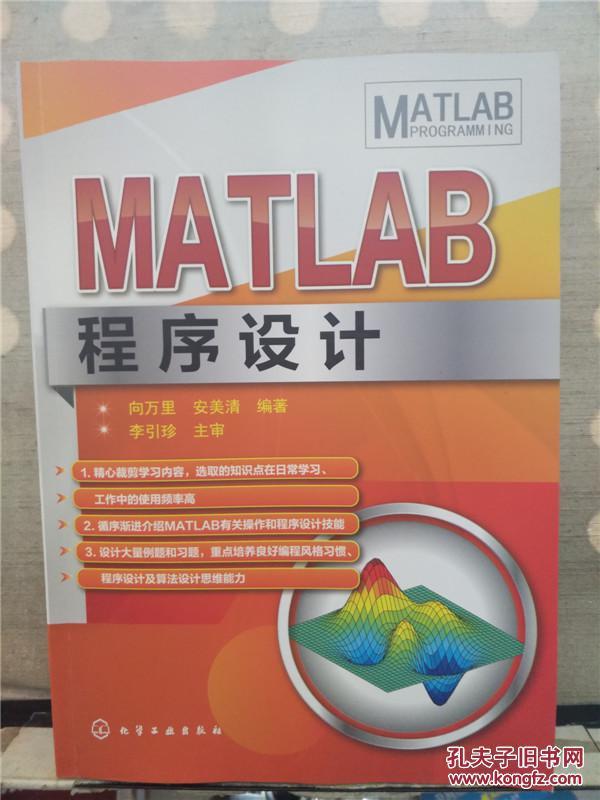 MATLAB
PROGRAMMING
MATLAB
程序设计
向万里 安美清 编著
李引珍 主审
1. 精心裁剪学习内容，选取的知识点在日常学习、
工作中的使用频率高
2. 循序渐进介绍MATLAB有关操作和程序设计技能
3. 设计大量例题和习题，重点培养良好编程风格习惯、
程序设计及算法设计思维能力
化学工业出版社
孔夫子旧书网
www.kongfz.com